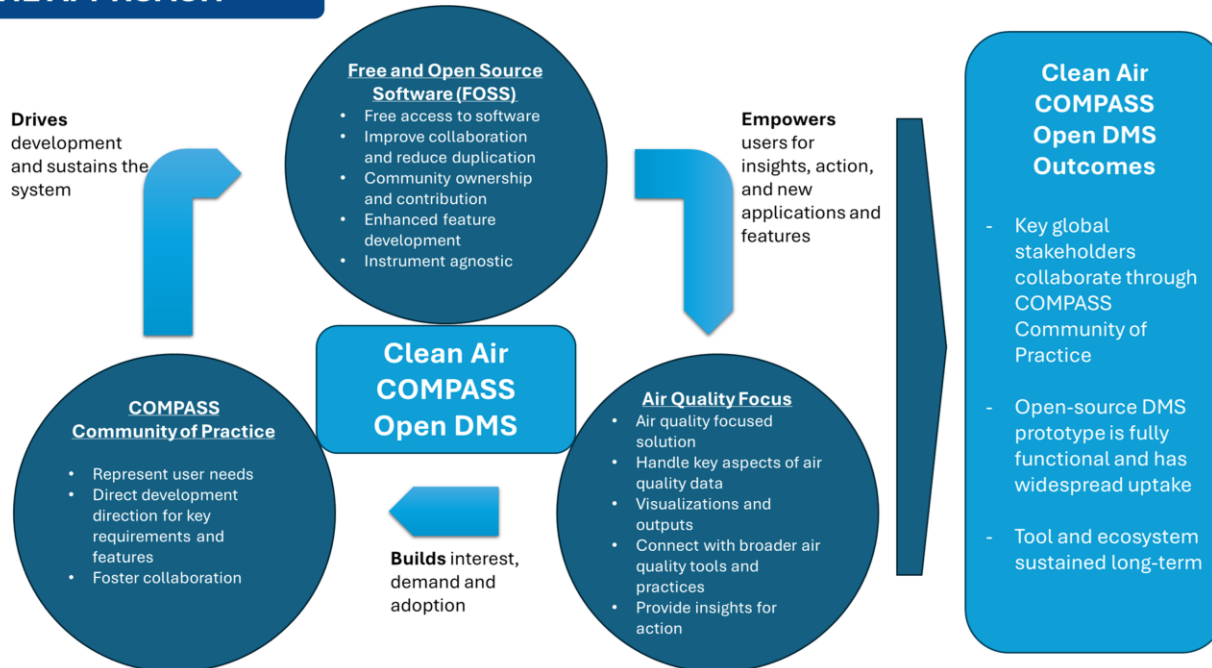 Free and Open Source
Software (FOSS)
• Free access to software
• Improve collaboration
and reduce duplication
• Community ownership
and contribution
• Enhanced feature
development
• Instrument agnostic
Drives
development
and sustains the
system
Empowers
users for
insights, action,
and new
applications and
features
Clean Air
COMPASS
Open DMS
COMPASS
Community of Practice
• Represent user needs
• Direct development
direction for key
requirements and
features
• Foster collaboration
Builds interest,
demand and
adoption
Air Quality Focus
• Air quality focused
solution
• Handle key aspects of air
quality data
• Visualizations and
outputs
• Connect with broader air
quality tools and
practices
• Provide insights for
action
Clean Air
COMPASS
Open DMS
Outcomes
- Key global
stakeholders
collaborate through
COMPASS
Community of
Practice
- Open-source DMS
prototype is fully
functional and has
widespread uptake
- Tool and ecosystem
sustained long-term